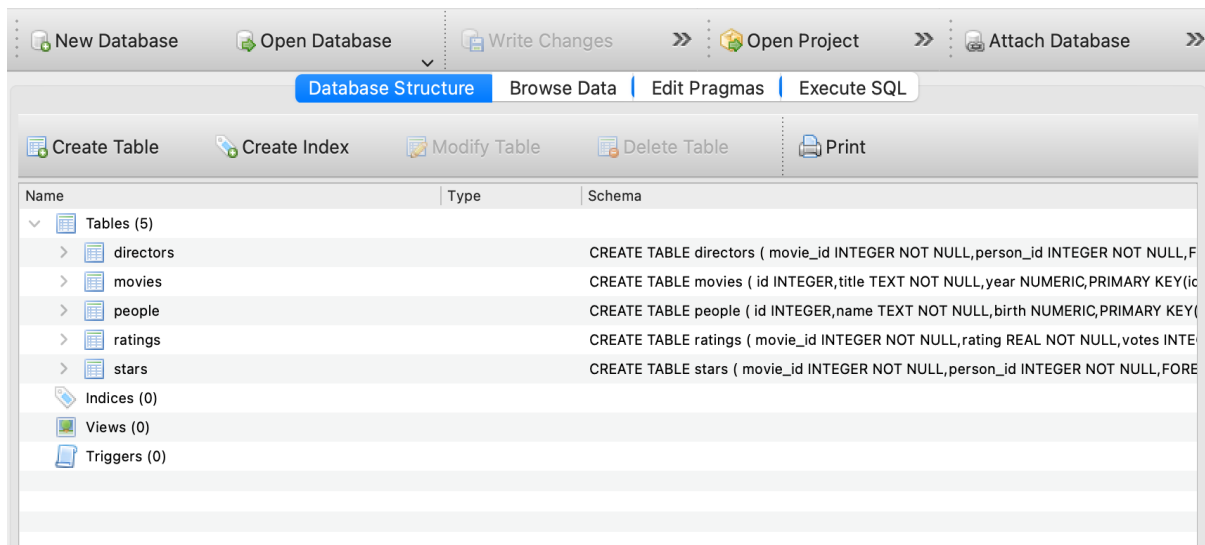 New Database Open Database Write Changes » Open Project » Attach Database »
Database Structure Browse Data Edit Pragmas Execute SQL
Create Table Create Index Modify Table Delete Table Print
Name Type Schema
Tables (5)
directors CREATE TABLE directors ( movie_id INTEGER NOT NULL,person_id INTEGER NOT NULL,F
movies CREATE TABLE movies ( id INTEGER,title TEXT NOT NULL,year NUMERIC,PRIMARY KEY(id
people CREATE TABLE people ( id INTEGER,name TEXT NOT NULL,birth NUMERIC,PRIMARY KEY(
ratings CREATE TABLE ratings ( movie_id INTEGER NOT NULL,rating REAL NOT NULL,votes INTE
stars CREATE TABLE stars ( movie_id INTEGER NOT NULL,person_id INTEGER NOT NULL,FORE
Indices (0)
Views (0)
Triggers (0)